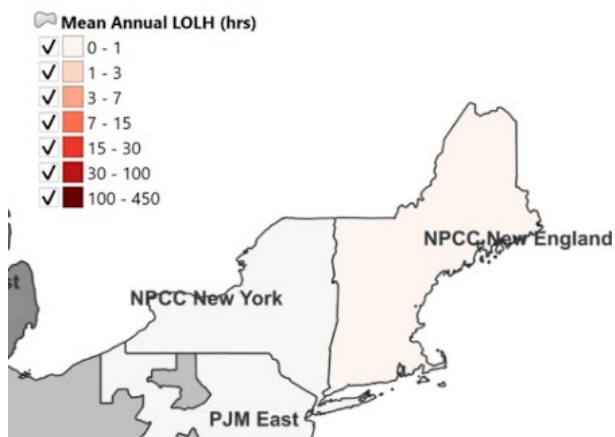 Mean Annual LOLH (hrs)
0 - 1
1 - 3
3 - 7
7 - 15
15 - 30
30 - 100
100 - 450
NPCC New England
NPCC New York
PJM East